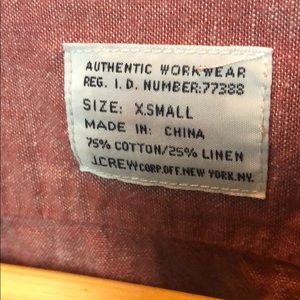 AUTHENTIC WORKWEAR
REG. I.D. NUMBER:77388
SIZE: X.SMALL
MADE IN: CHINA
75% COTTON/25% LINEN
J.CREW CORP.OFF.NEW YORK.NY.